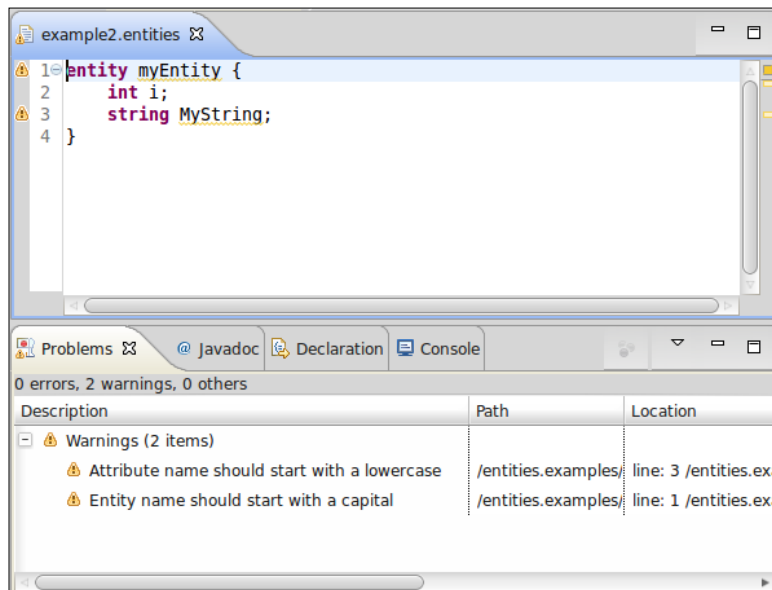 example2.entities
1 entity myEntity {
2 int i;
3 string MyString;
4 }
Problems @ Javadoc Declaration Console
0 errors, 2 warnings, 0 others
Description Path Location
Warnings (2 items)
Attribute name should start with a lowercase /entities.examples/ line: 3 /entities.exa
Entity name should start with a capital /entities.examples/ line: 1 /entities.exa